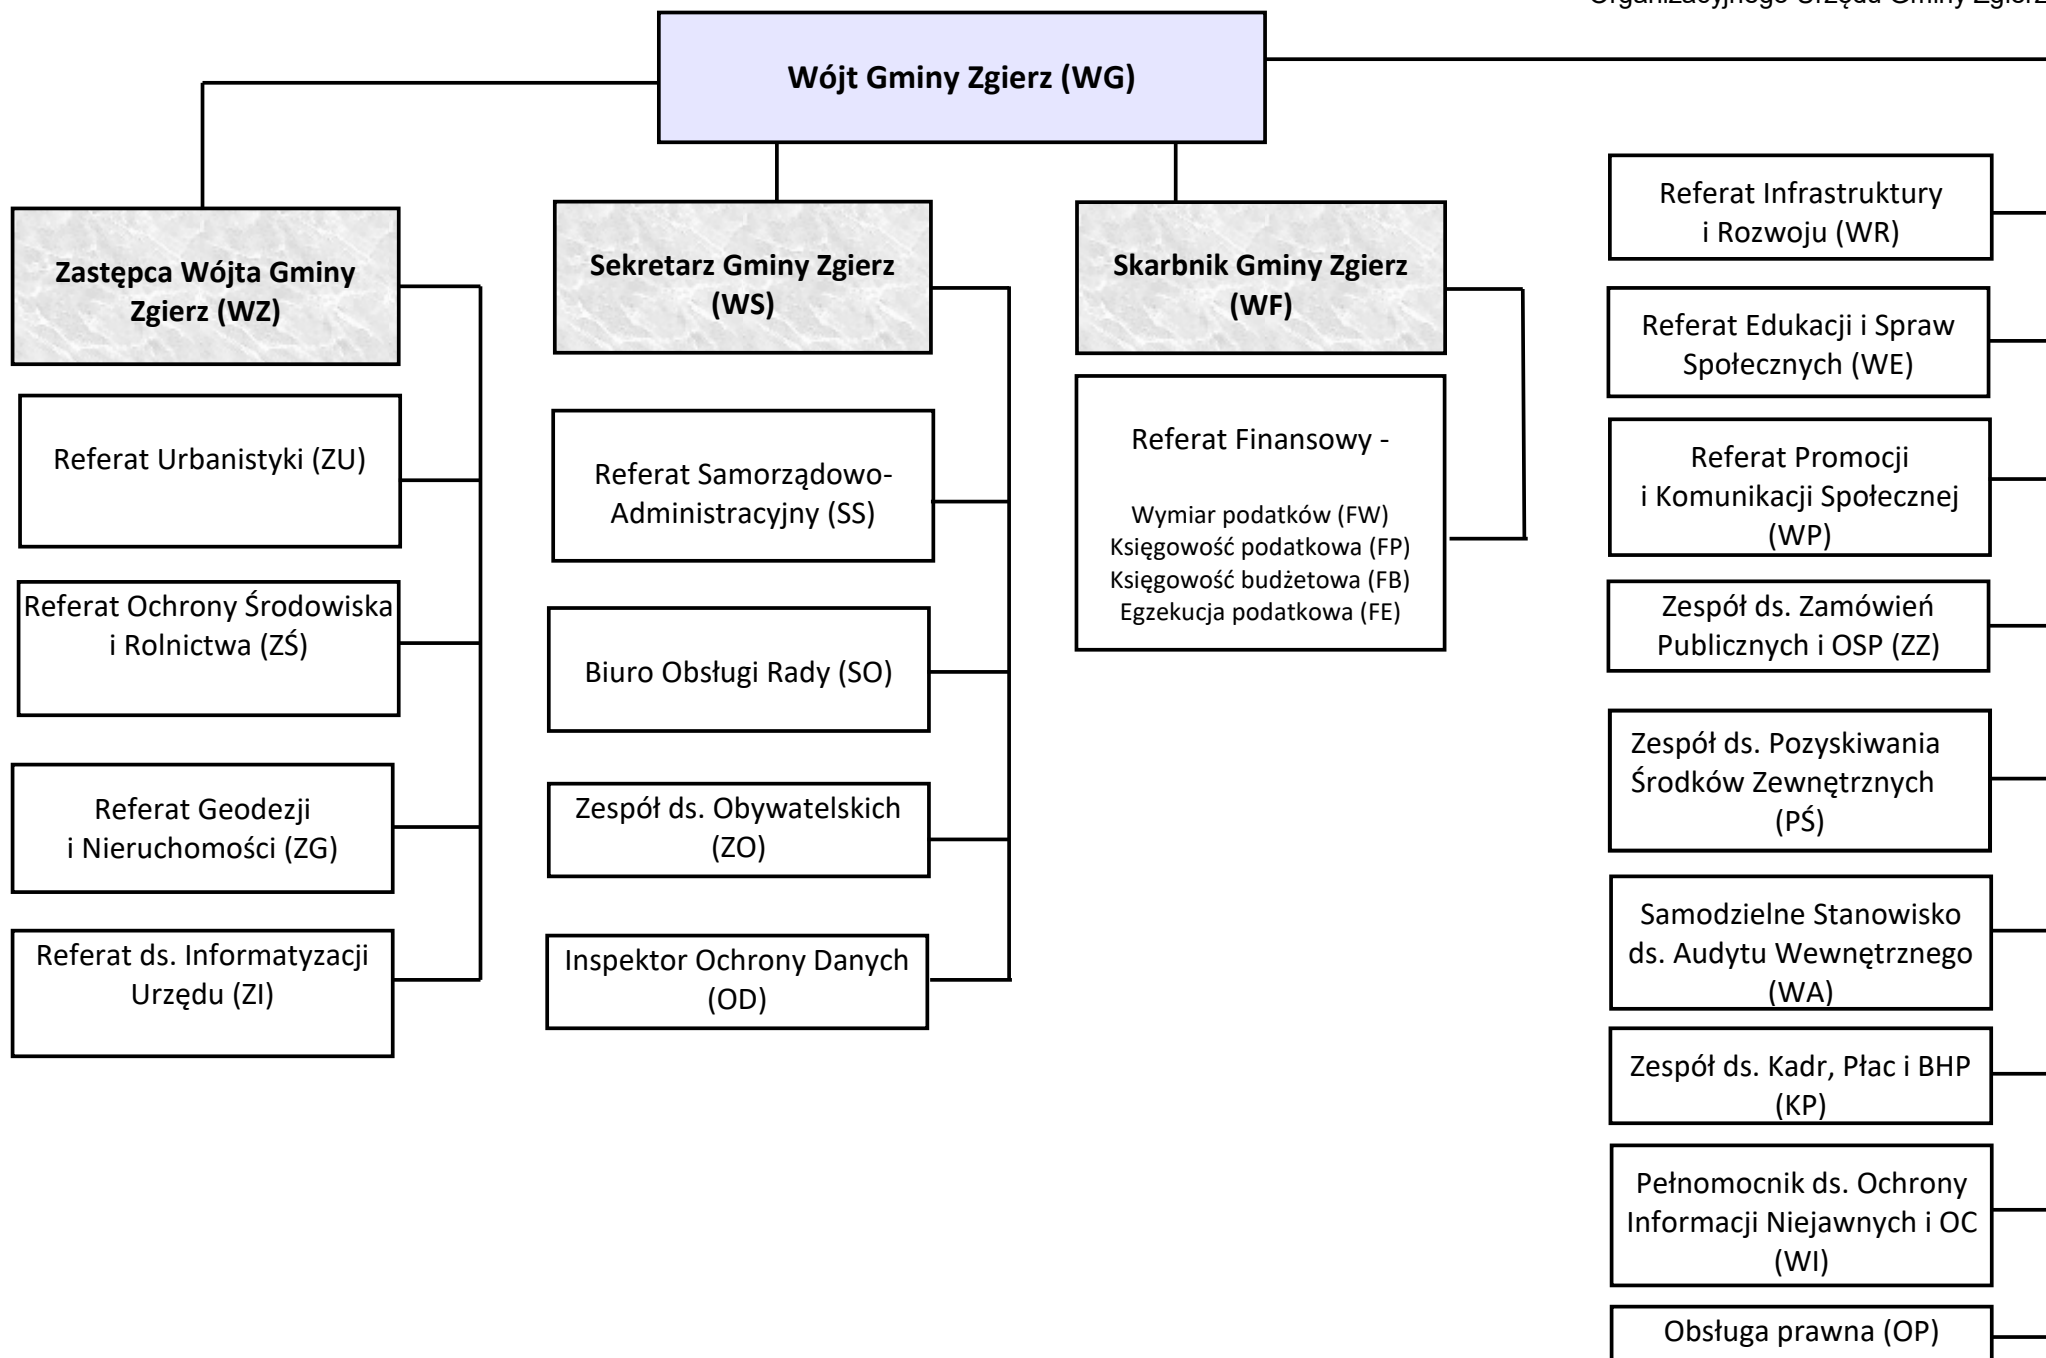 Organizacyjnego Urzędu Gminy Zgierz
Wójt Gminy Zgierz (WG)
Zastępca Wójta Gminy
Zgierz (WZ)
Referat Urbanistyki (ZU)
Referat Ochrony Środowiska
i Rolnictwa (ZŚ)
Referat Geodezji
i Nieruchomości (ZG)
Referat ds. Informatyzacji
Urzędu (ZI)
Sekretarz Gminy Zgierz
(WS)
Referat Samorządowo-
Administracyjny (SS)
Biuro Obsługi Rady (SO)
Zespół ds. Obywatelskich
(ZO)
Inspektor Ochrony Danych
(OD)
Skarbnik Gminy Zgierz
(WF)
Referat Finansowy -
Wymiar podatków (FW)
Księgowość podatkowa (FP)
Księgowość budżetowa (FB)
Egzekucja podatkowa (FE)
Referat Infrastruktury
i Rozwoju (WR)
Referat Edukacji i Spraw
Społecznych (WE)
Referat Promocji
i Komunikacji Społecznej
(WP)
Zespół ds. Zamówień
Publicznych i OSP (ZZ)
Zespół ds. Pozyskiwania
Środków Zewnętrznych
(PŚ)
Samodzielne Stanowisko
ds. Audytu Wewnętrznego
(WA)
Zespół ds. Kadr, Płac i BHP
(KP)
Pełnomocnik ds. Ochrony
Informacji Niejawnych i OC
(WI)
Obsługa prawna (OP)